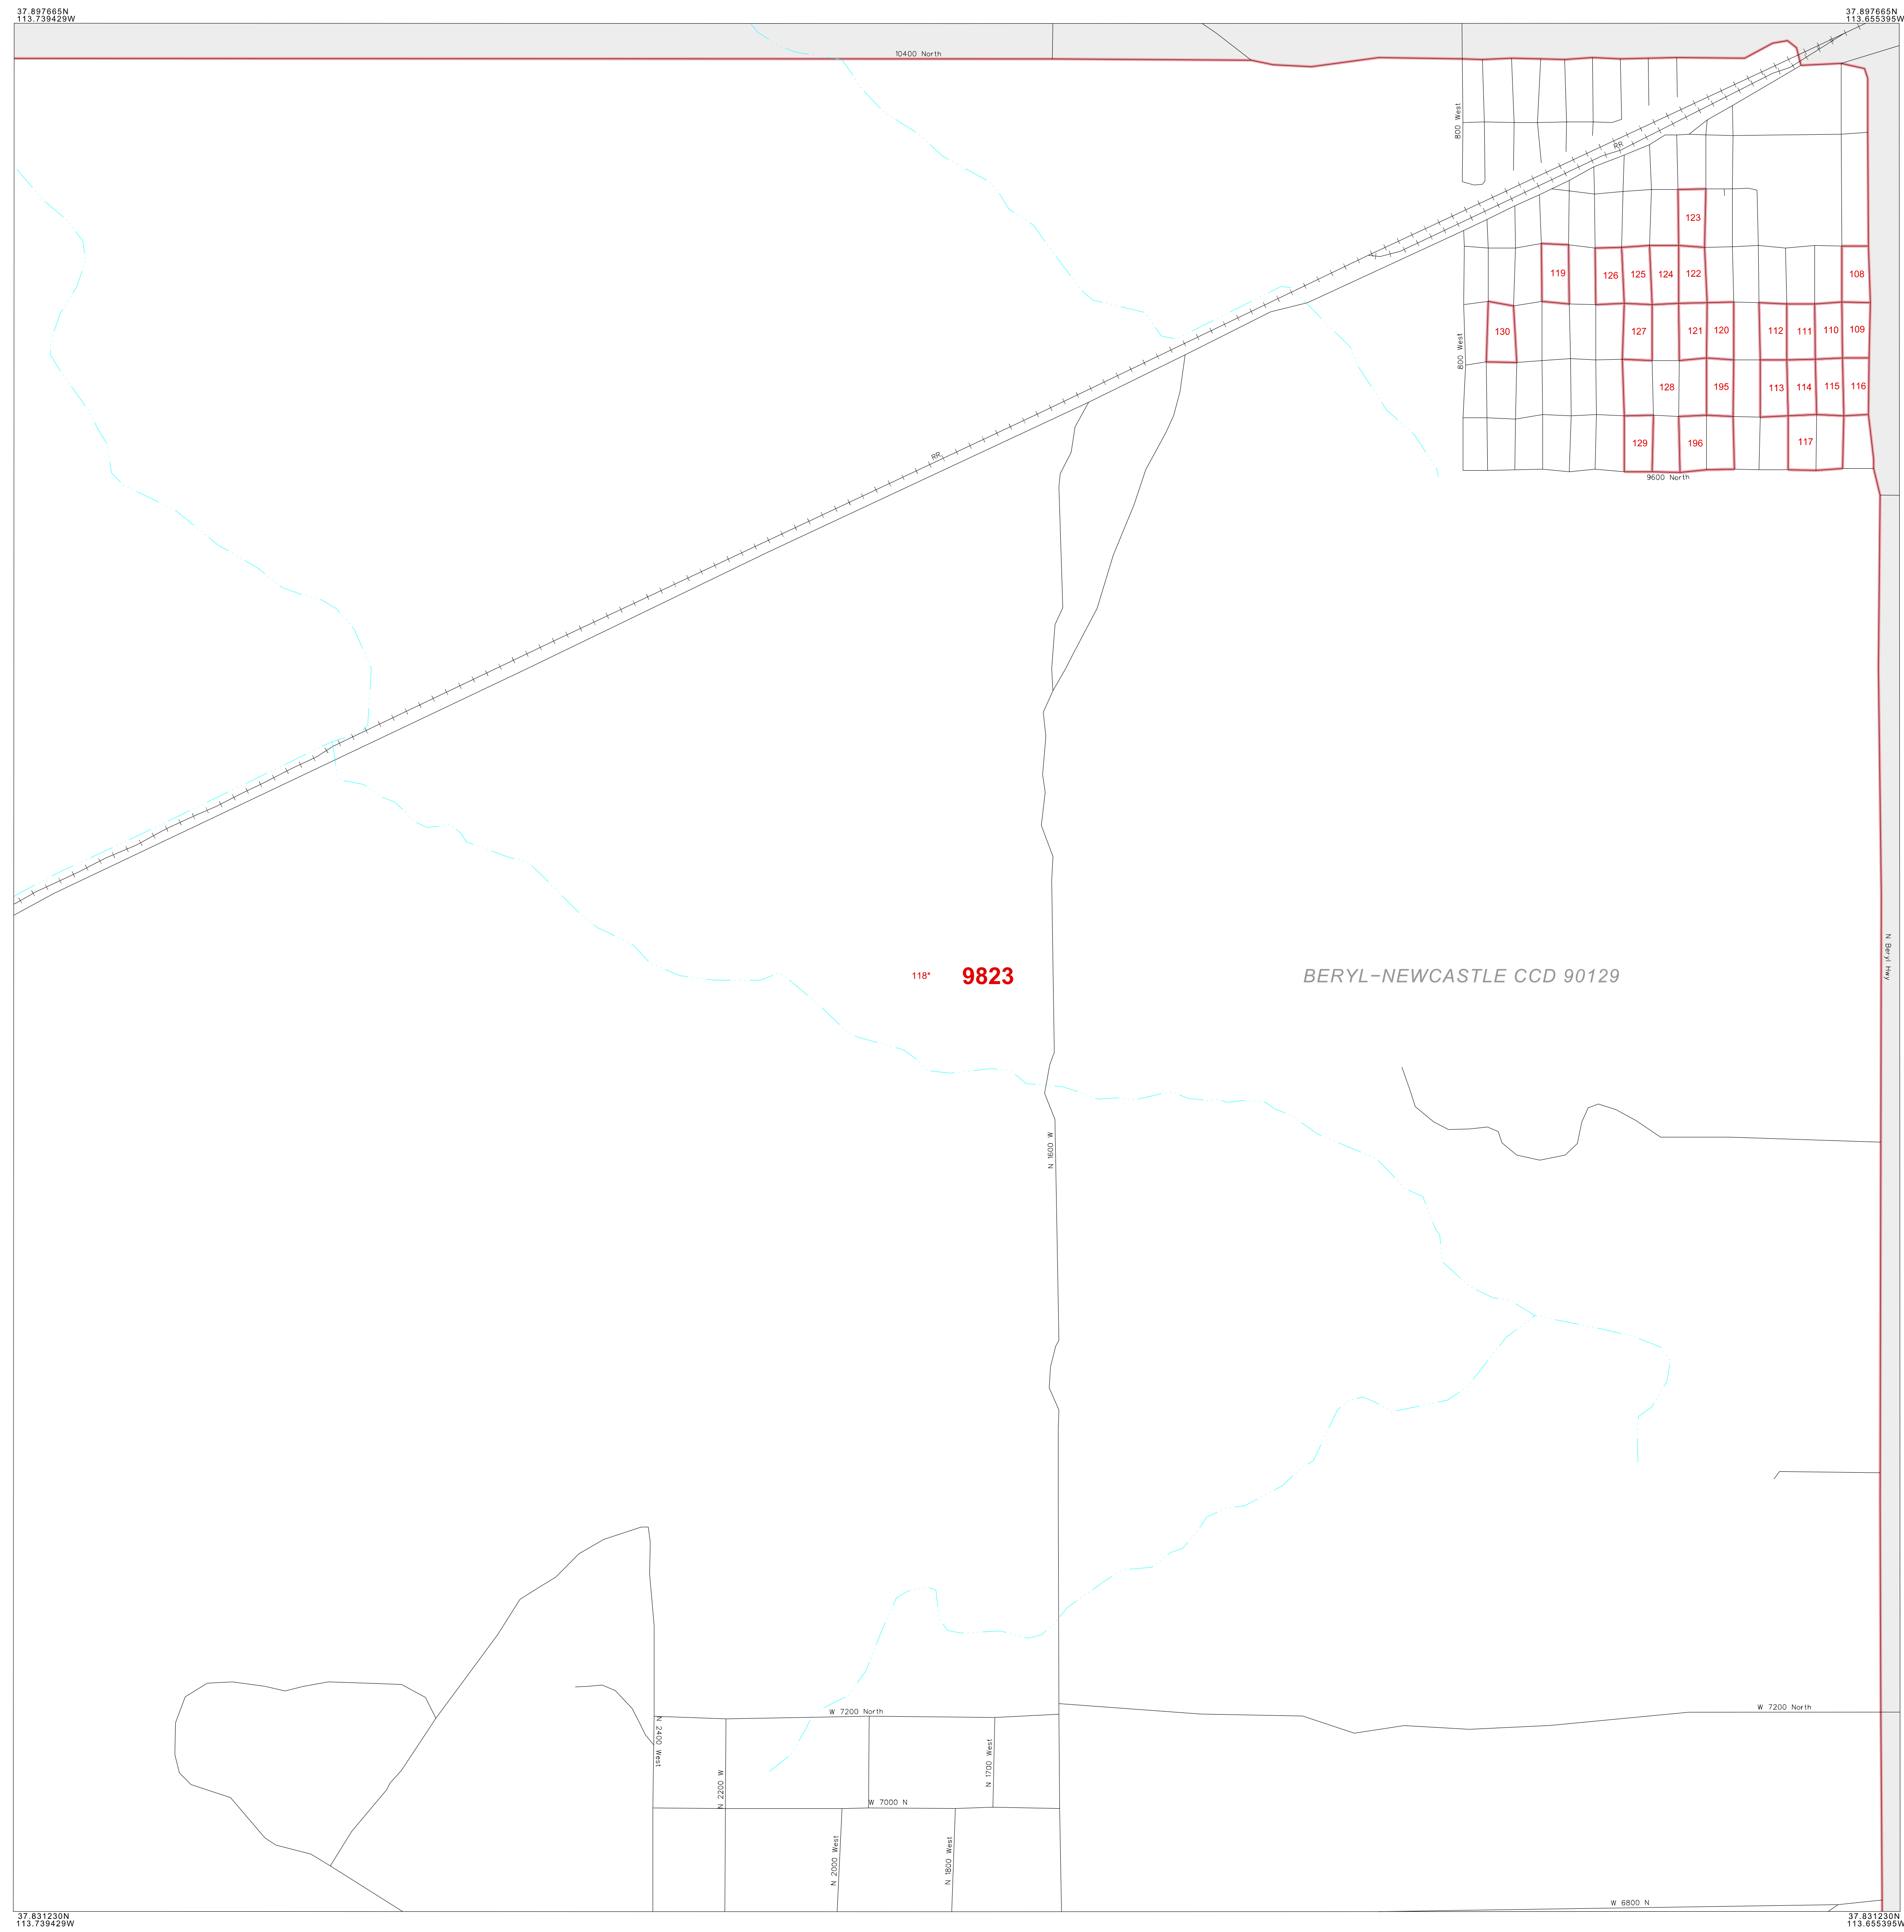 37.897665N
113.739429W
37.897665N
113.655395W
10400 North
800 West
RR
123
119
126
125
124
122
108
130
127
121
120
112
111
110
109
800 West
128
195
113
114
115
116
129
196
117
9600 North
RR
N Beryl Hwy
118*
9823
BERYL–NEWCASTLE CCD 90129
N 1600 W
W 7200 North
W 7200 North
N 2400 West
N 2200 W
N 1700 West
W 7000 N
N 2000 West
N 1800 West
W 6800 N
37.831230N
113.739429W
37.831230N
113.655395W